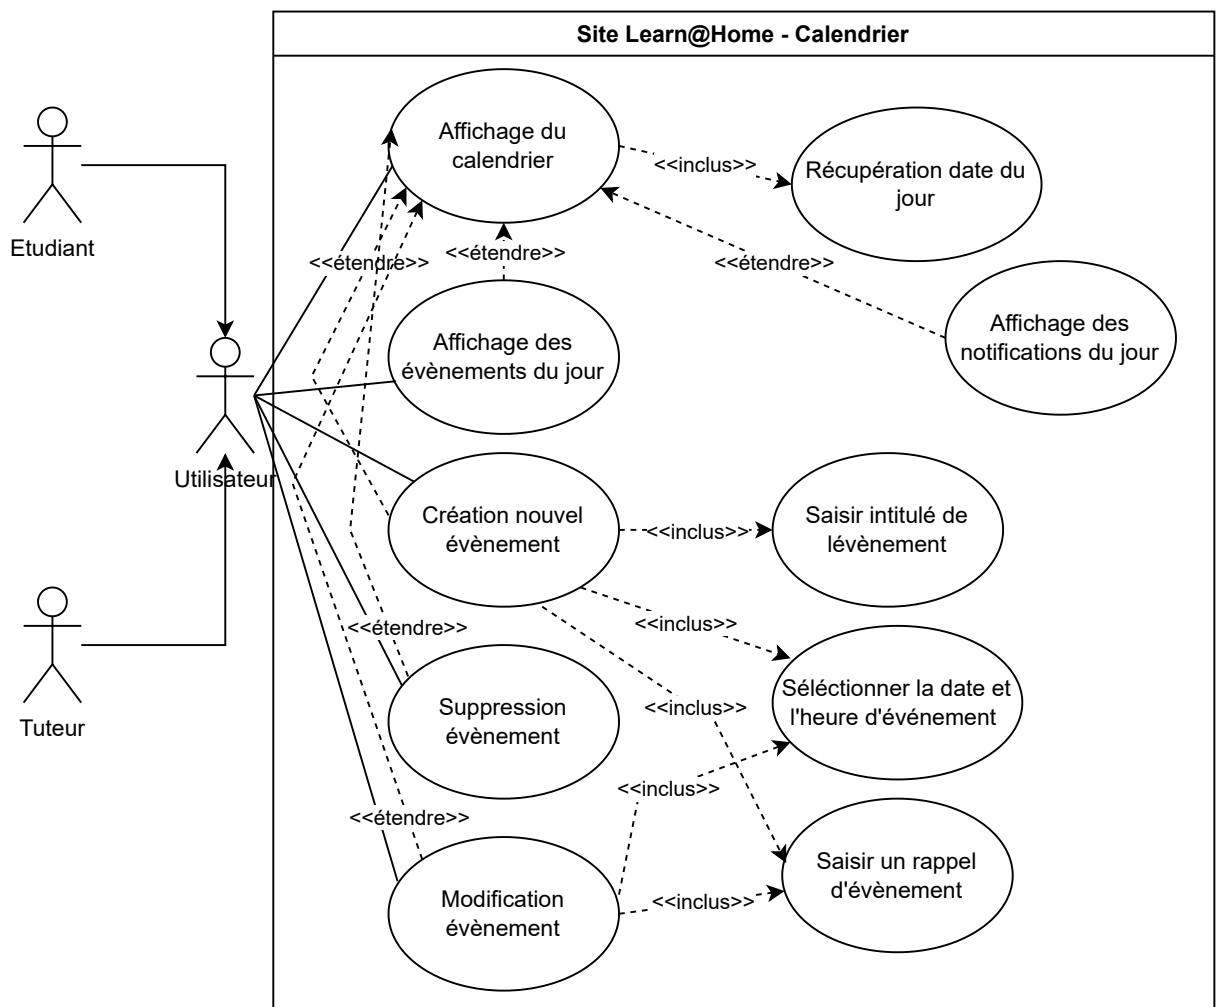 Site Learn@Home - Calendrier
Affichage du
calendrier
<<inclus>>
Récupération date du
jour
Etudiant
<<étendre>>
<<étendre>>
<<étendre>>
Affichage des
notifications du jour
Affichage des
évènements du jour
Utilisateur
Création nouvel
évènement
<<inclus>>
Saisir intitulé de
lévènement
<<étendre>>
<<inclus>>
Séléctionner la date et
l'heure d'événement
Suppression
évènement
<<inclus>>
Tuteur
<<inclus>>
<<étendre>>
Saisir un rappel
d'évènement
Modification
évènement
<<inclus>>